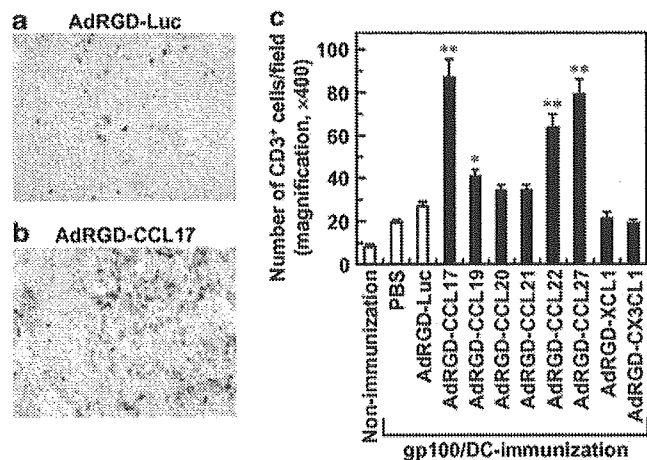 a AdRGD-Luc
b AdRGD-CCL17
c
Number of CD3+ cells/field
(magnification, ×400)
100
80
60
40
20
0
**
*
**
**
Non-immunization
PBS
AdRGD-Luc
AdRGD-CCL17
AdRGD-CCL19
AdRGD-CCL20
AdRGD-CCL21
AdRGD-CCL22
AdRGD-CCL27
AdRGD-XCL1
AdRGD-CX3CL1
gp100/DC-immunization